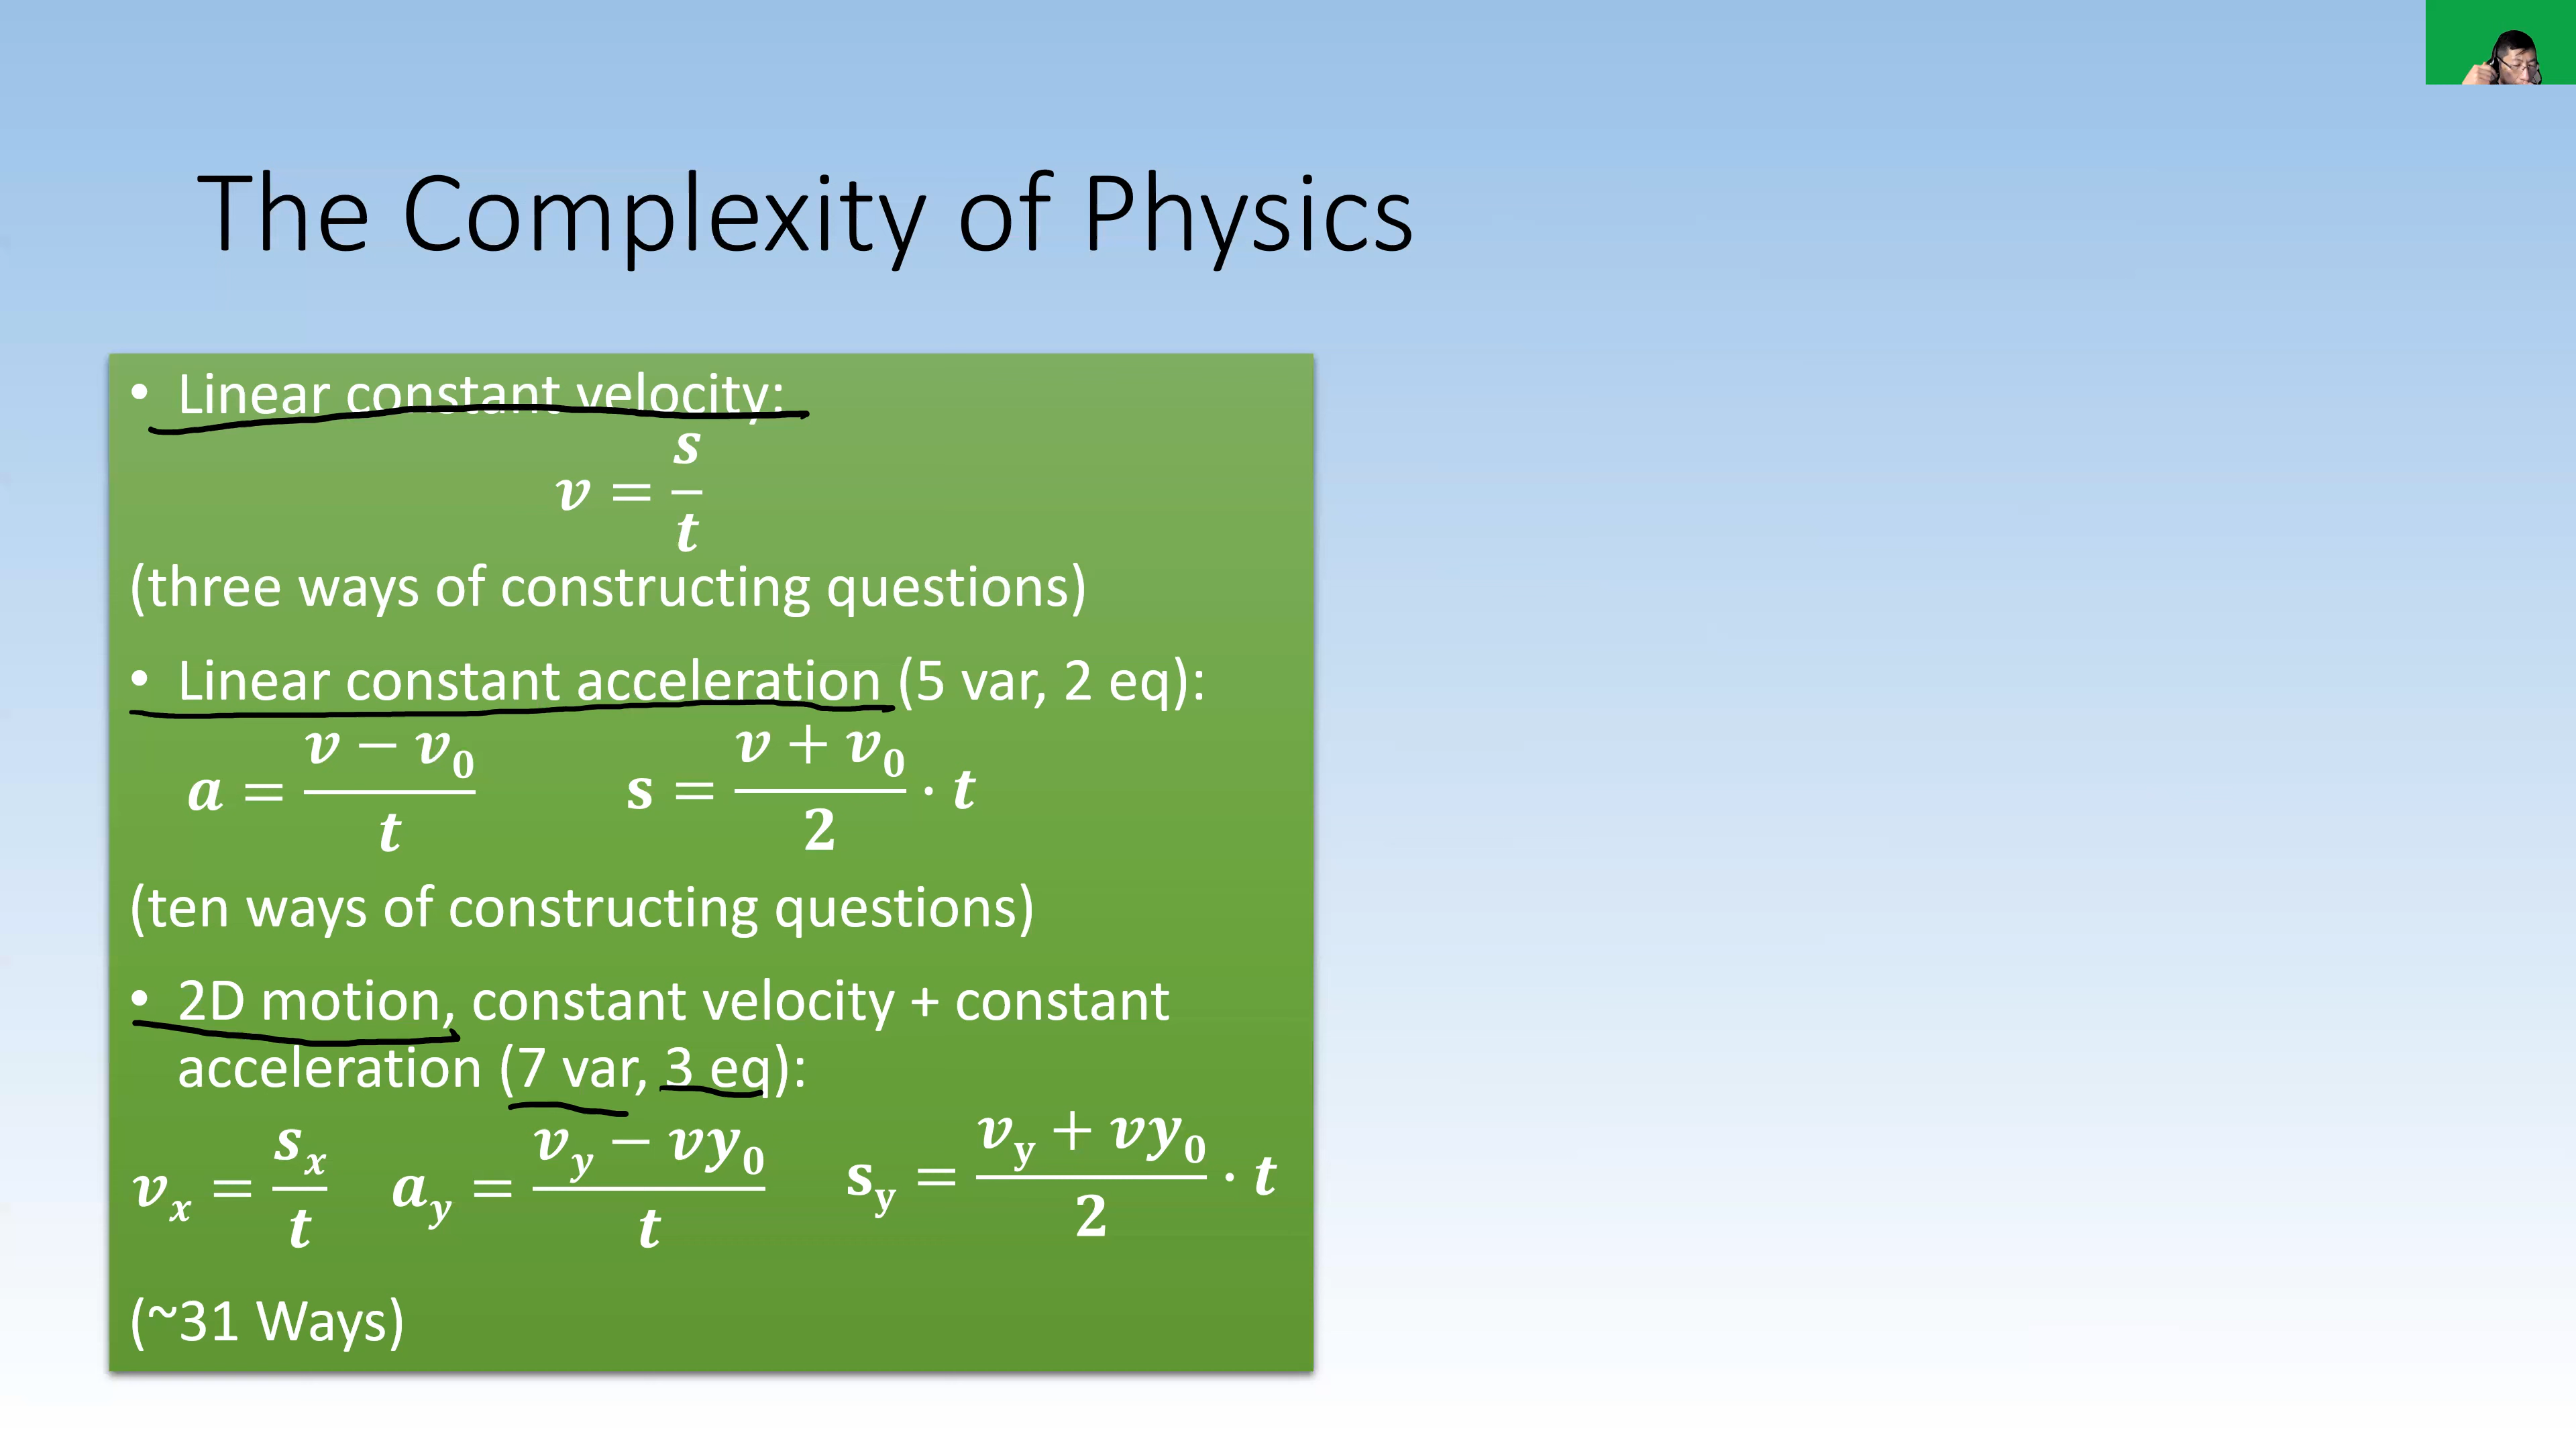 The Complexity of Physics
• Linear constant velocity:
v = s/t
(three ways of constructing questions)
• Linear constant acceleration (5 var, 2 eq):
a = (v − v₀)/t    s = (v + v₀)/2 · t
(ten ways of constructing questions)
• 2D motion, constant velocity + constant
acceleration (7 var, 3 eq):
vₓ = sₓ/t    a_y = (v_y − vy₀)/t    s_y = (v_y + vy₀)/2 · t
(~31 Ways)